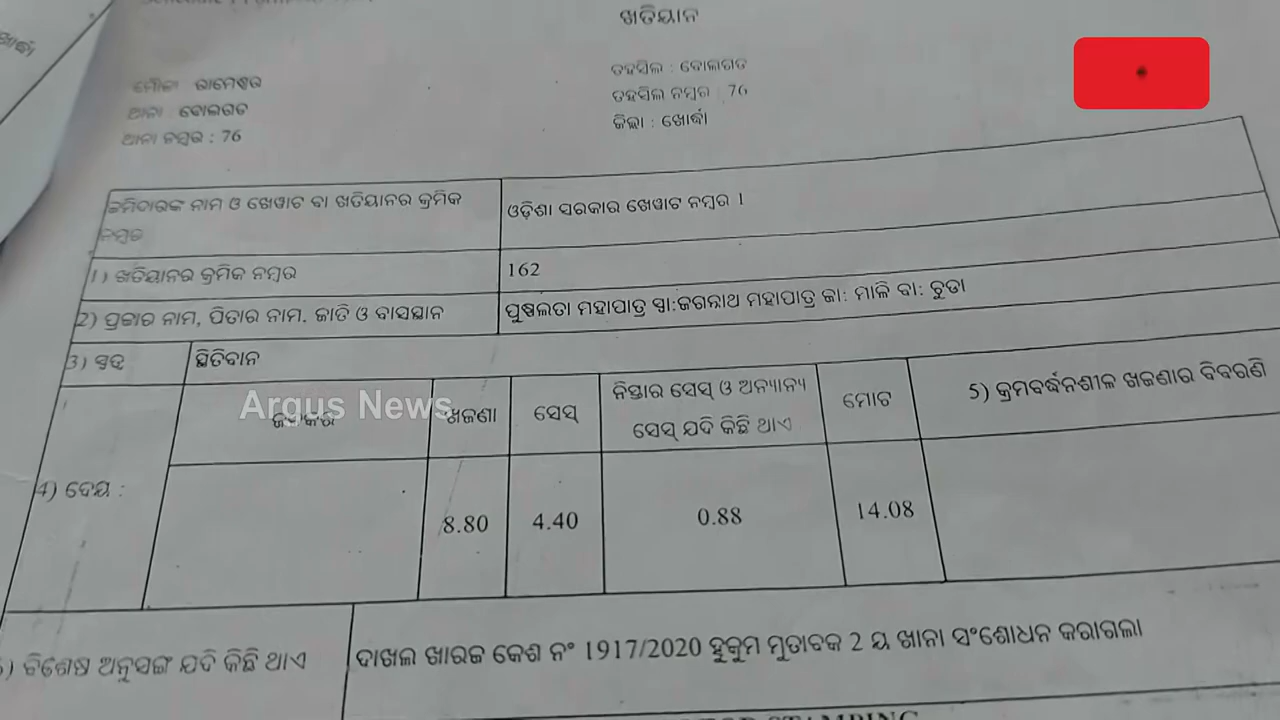 ଖତିୟାନ
ମୌଜା : ରାମେଶ୍ୱର
ତହସିଲ : ବୋଲଗଡ
ଥାନା : ବୋଲଗଡ
ତହସିଲ ନମ୍ବର : 76
ଥାନା ନମ୍ବର : 76
ଜିଲ୍ଲା : ଖୋର୍ଦ୍ଧା
ଜମିଦାରଙ୍କ ନାମ ଓ ଖେୱାଟ ବା ଖତିୟାନର କ୍ରମିକ
ନମ୍ବର
ଓଡ଼ିଶା ସରକାର ଖେୱାଟ ନମ୍ବର 1
1) ଖତିୟାନର କ୍ରମିକ ନମ୍ବର
162
2) ପ୍ରଜାର ନାମ, ପିତାର ନାମ, ଜାତି ଓ ବାସସ୍ଥାନ
ପୁଷ୍ପଲତା ମହାପାତ୍ର ସ୍ୱା:ଜଗନ୍ନାଥ ମହାପାତ୍ର ଜା: ମାଳି ବା: ଚୁଡା
3) ସ୍ୱତ୍ୱ
ସ୍ଥିତିବାନ
Argus News
ଜଳକର
ଖଜଣା
ସେସ୍
ନିସ୍ତାର ସେସ୍ ଓ ଅନ୍ୟାନ୍ୟ
ସେସ୍ ଯଦି କିଛି ଥାଏ
ମୋଟ
5) କ୍ରମବର୍ଦ୍ଧନଶୀଳ ଖଜଣାର ବିବରଣି
4) ଦେୟ :
8.80
4.40
0.88
14.08
ବିଶେଷ ଅନୁସଙ୍ଗ ଯଦି କିଛି ଥାଏ
ଦାଖଲ ଖାରଜ କେଶ ନଂ 1917/2020 ହୁକୁମ ମୁତାବକ 2 ୟ ଖାନା ସଂଶୋଧନ କରାଗଲା